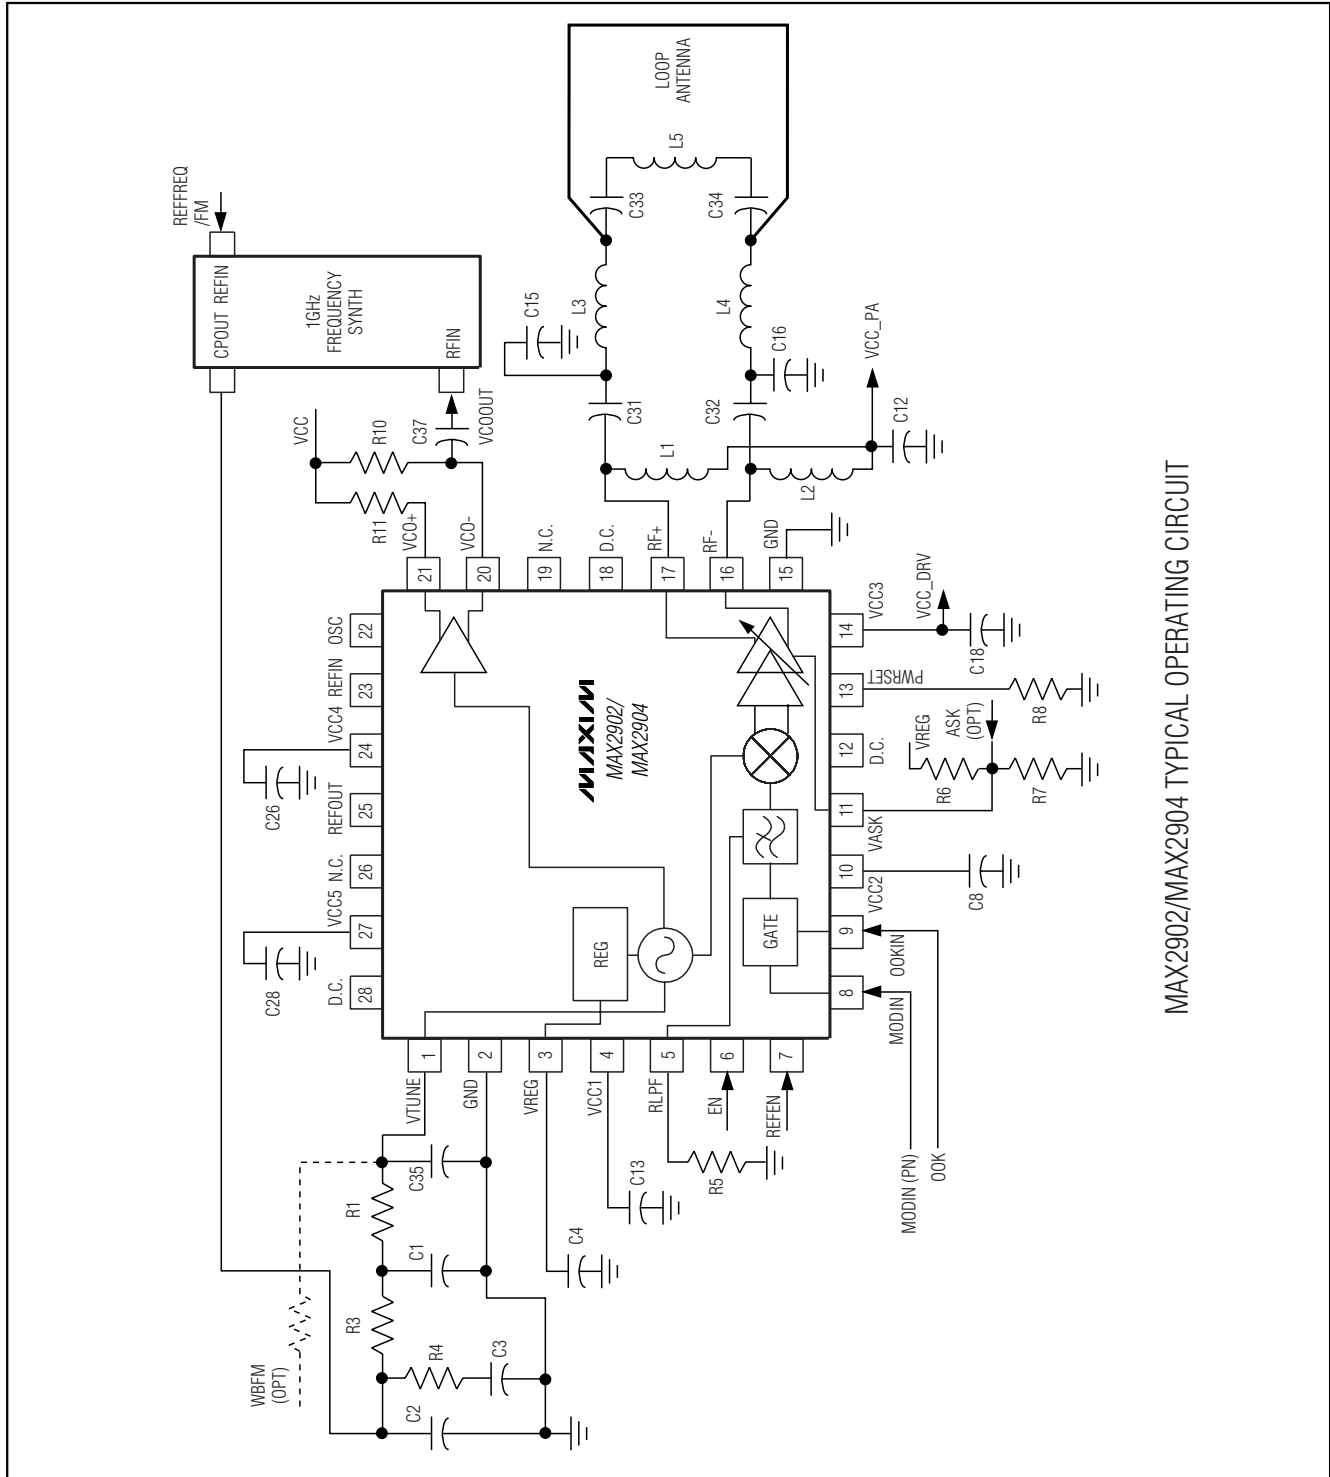 LOOP
ANTENNA
L5
C33
C34
REFFREQ
/FM
CPOUT REFIN
1GHz
FREQUENCY
SYNTH
RFIN
C15
L3
L4
C16
VCC_PA
C31
C32
C12
L1
L2
VCC
R10
C37
VCOOUT
R11
VCO+
VCO-
N.C.
D.C.
RF+
RF-
GND
21
20
19
18
17
16
15
OSC
22
REFIN
23
VCC4
24
C26
REFOUT
25
N.C.
26
VCC5
27
C28
D.C.
28
MAXIM
MAX2902/
MAX2904
REG
GATE
14
VCC3
VCC_DRV
C18
13
PWRSET
R8
12
D.C.
VREG
ASK
(OPT)
R6
R7
11
VASK
10
VCC2
C8
9
OOKIN
8
MODIN
MODIN (PN)
OOK
1
2
3
4
5
6
7
VTUNE
GND
VREG
VCC1
RLPF
EN
REFEN
C35
R1
C1
R3
R4
C3
C2
C4
C13
R5
WBFM
(OPT)
MAX2902/MAX2904 TYPICAL OPERATING CIRCUIT